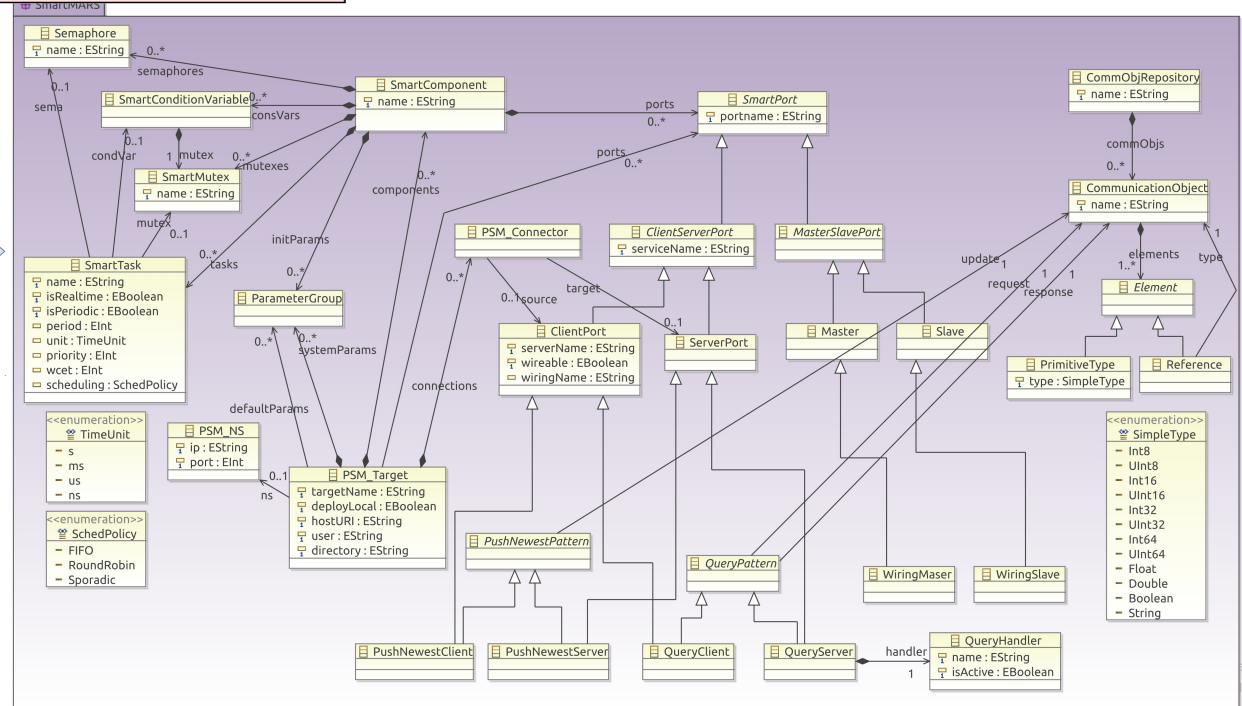 SmartMARS
Semaphore
name : EString
0..*
semaphores
0..1
sema
SmartConditionVariable
0..*
consVars
0..1
condVar
1
mutex
0..*
mutexes
SmartMutex
name : EString
mutex
0..1
SmartComponent
name : EString
ports
0..*
SmartPort
portname : EString
ports
0..*
CommObjRepository
name : EString
commObjs
0..*
CommunicationObject
name : EString
0..*
components
initParams
0..*
0..*
tasks
SmartTask
name : EString
isRealtime : EBoolean
isPeriodic : EBoolean
period : EInt
unit : TimeUnit
priority : EInt
wcet : EInt
scheduling : SchedPolicy
ParameterGroup
0..*
0..*
systemParams
defaultParams
PSM_Connector
0..*
0..1
source
target
0..1
connections
ClientServerPort
serviceName : EString
MasterSlavePort
update
1
request
1
response
1
elements
1..*
type
1
Element
ClientPort
serverName : EString
wireable : EBoolean
wiringName : EString
ServerPort
Master
Slave
PrimitiveType
type : SimpleType
Reference
<<enumeration>>
TimeUnit
s
ms
us
ns
<<enumeration>>
SchedPolicy
FIFO
RoundRobin
Sporadic
PSM_NS
ip : EString
port : EInt
0..1
ns
PSM_Target
targetName : EString
deployLocal : EBoolean
hostURI : EString
user : EString
directory : EString
<<enumeration>>
SimpleType
Int8
UInt8
Int16
UInt16
Int32
UInt32
Int64
UInt64
Float
Double
Boolean
String
PushNewestPattern
QueryPattern
WiringMaser
WiringSlave
PushNewestClient
PushNewestServer
QueryClient
QueryServer
handler
1
QueryHandler
name : EString
isActive : EBoolean